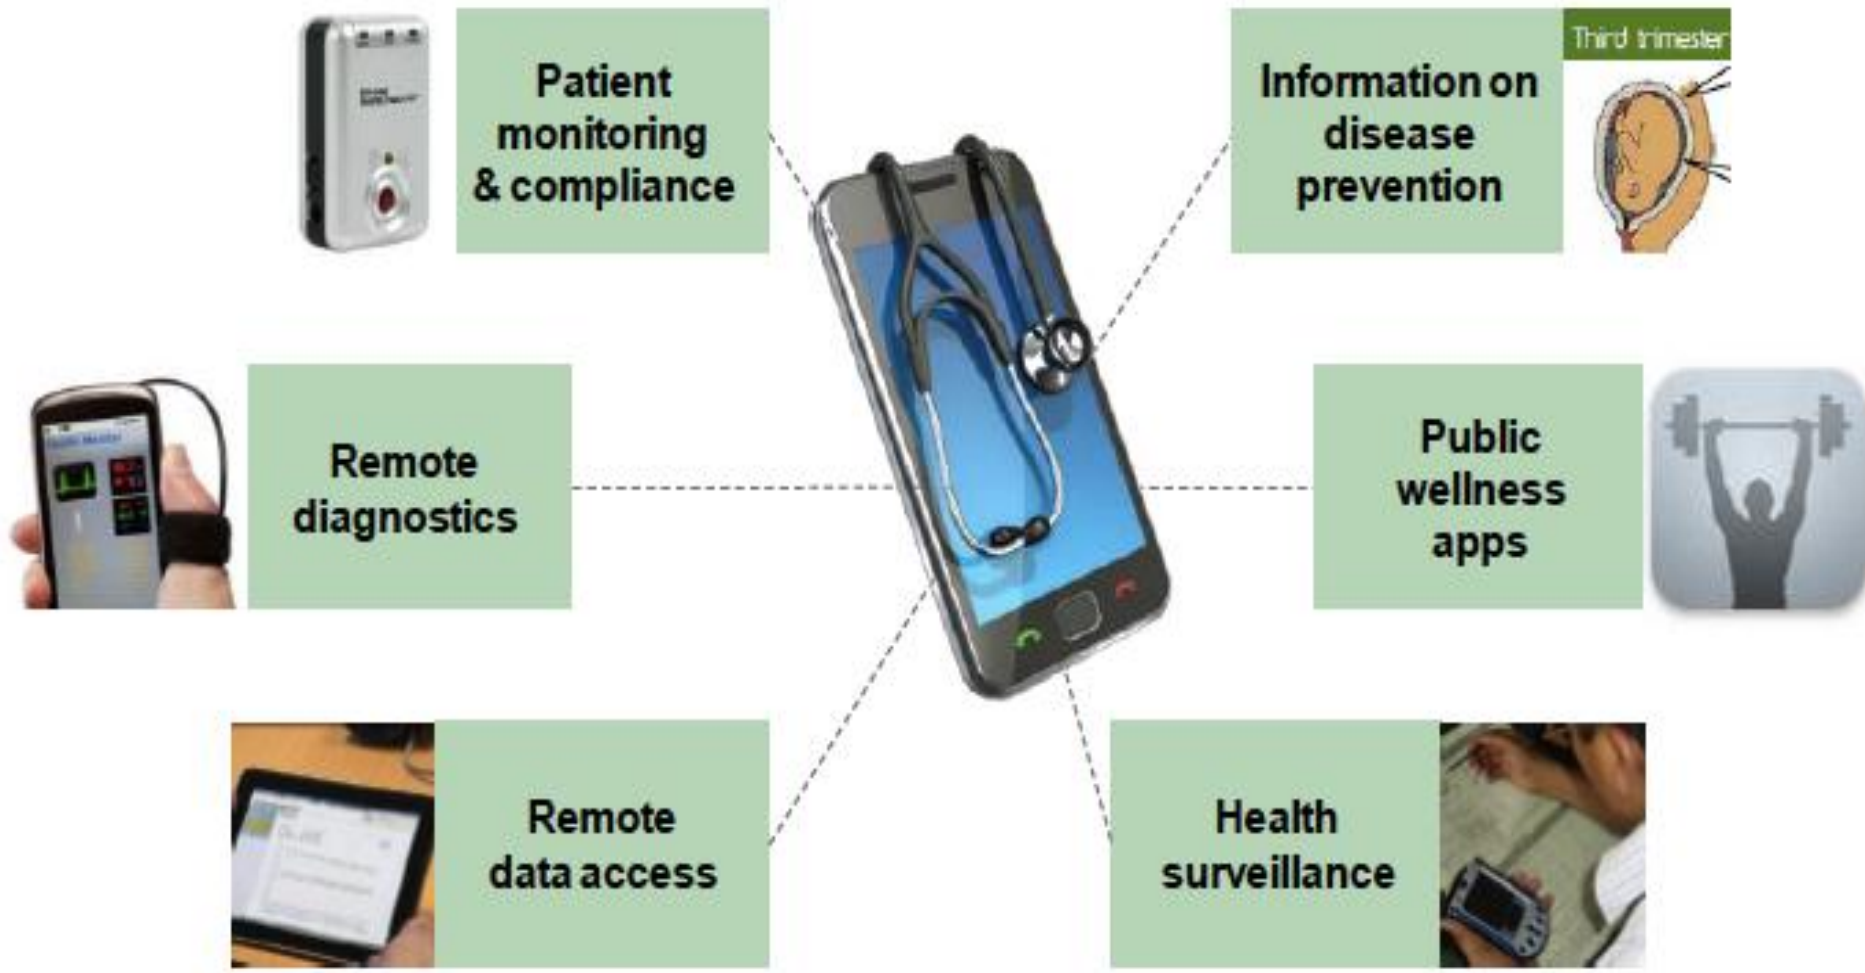 Patient
monitoring
& compliance
Information on
disease
prevention
Third trimester
Remote
diagnostics
Public
wellness
apps
Remote
data access
Health
surveillance